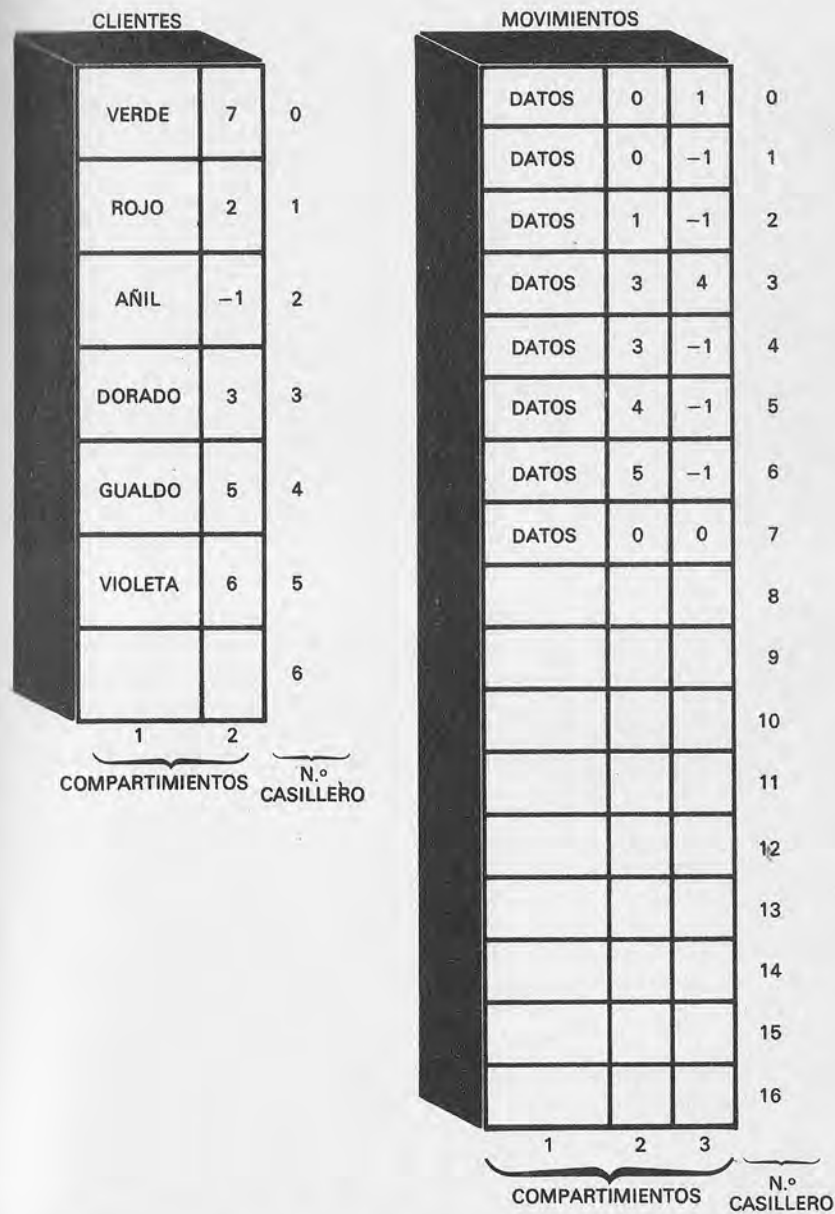 CLIENTES
VERDE 7 0
ROJO 2 1
AÑIL −1 2
DORADO 3 3
GUALDO 5 4
VIOLETA 6 5
6
1 2
COMPARTIMIENTOS
N.º
CASILLERO
MOVIMIENTOS
DATOS 0 1 0
DATOS 0 −1 1
DATOS 1 −1 2
DATOS 3 4 3
DATOS 3 −1 4
DATOS 4 −1 5
DATOS 5 −1 6
DATOS 0 0 7
8
9
10
11
12
13
14
15
16
1 2 3
COMPARTIMIENTOS
N.º
CASILLERO